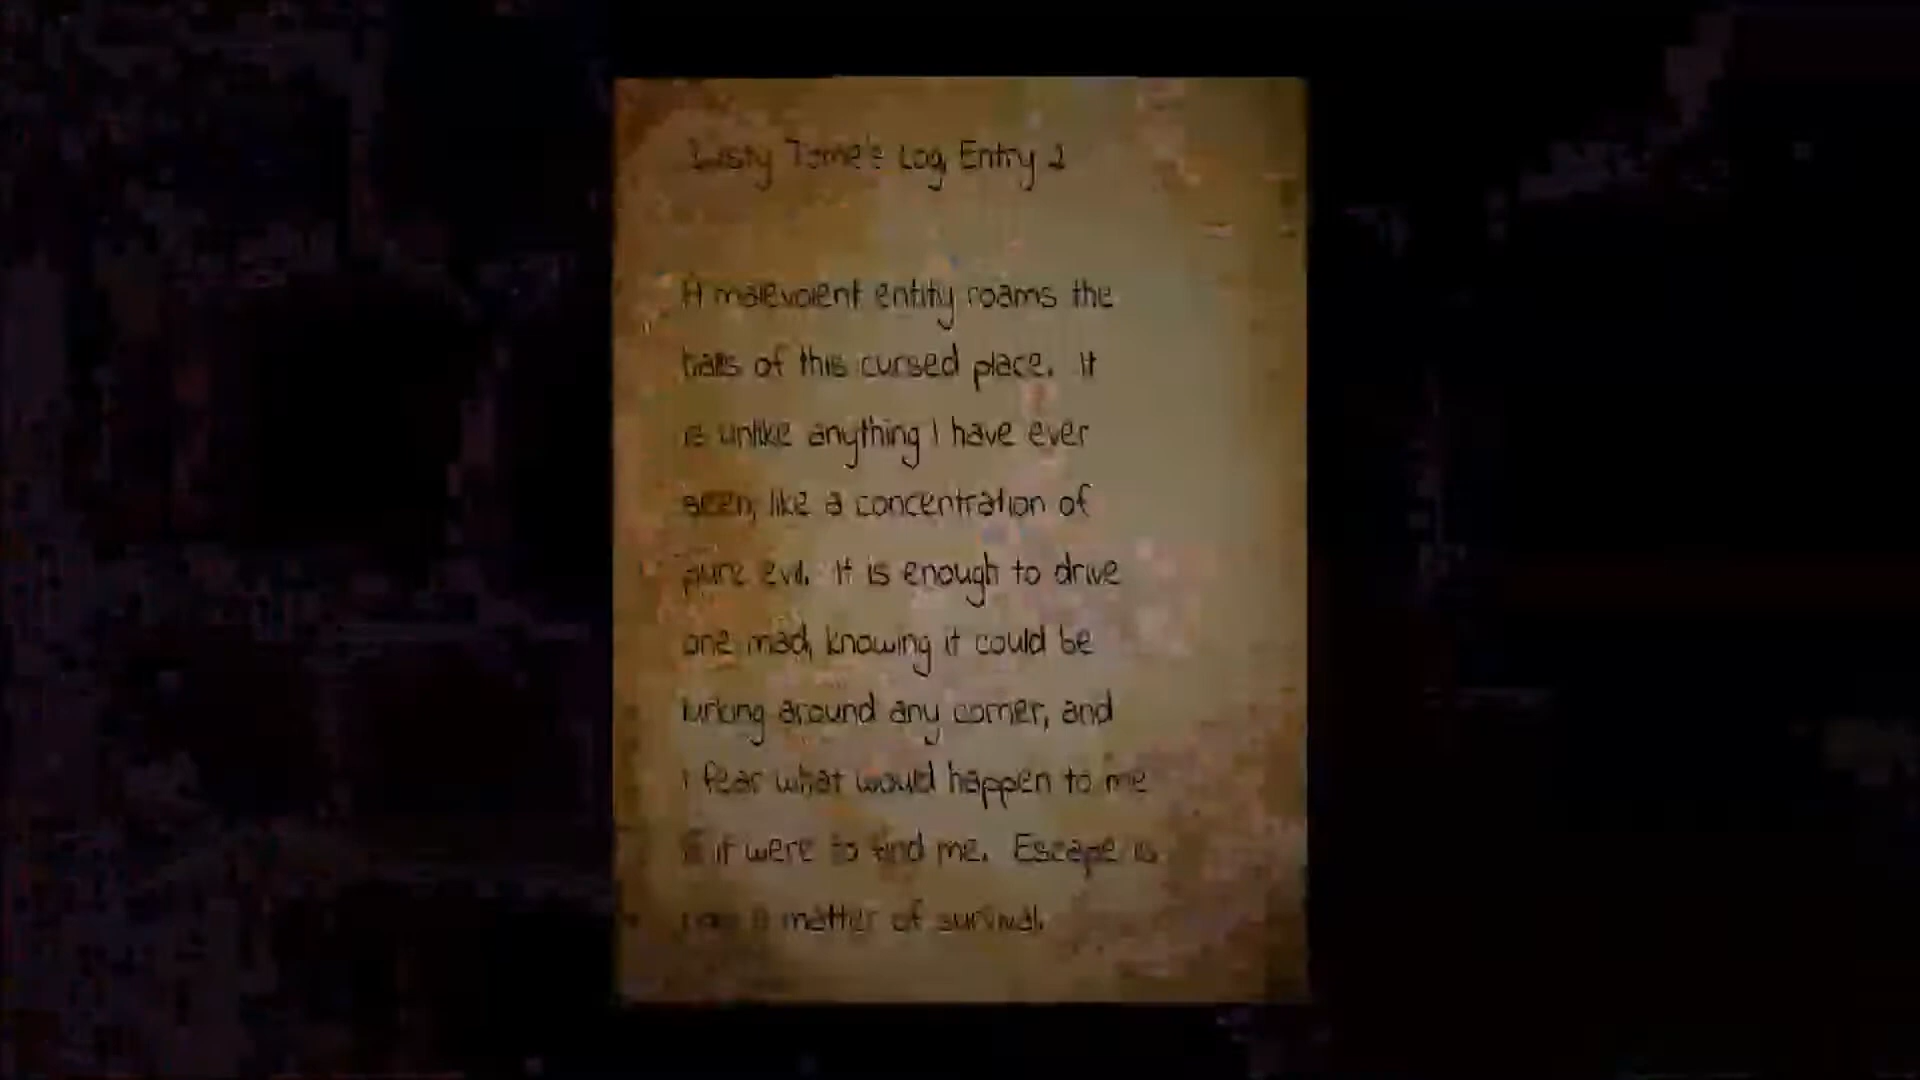 Log, Entry 2
A malevolent entity roams the
halls of this cursed place. It
is unlike anything I have ever
seen, like a concentration of
pure evil. It is enough to drive
one mad, knowing it could be
lurking around any corner, and
I fear what would happen to me
if it were to find me. Escape is
now a matter of survival.